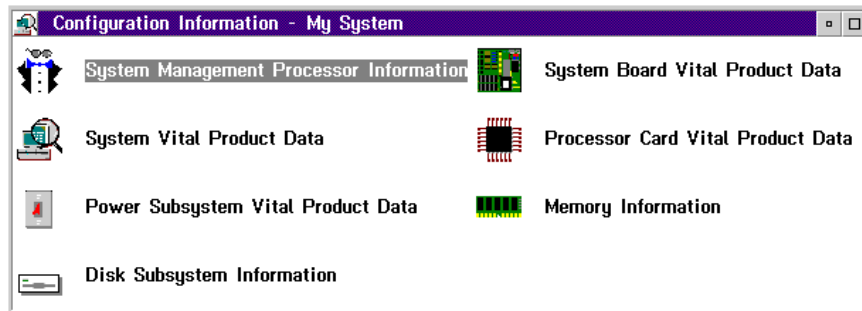 Configuration Information - My System
System Management Processor Information
System Board Vital Product Data
System Vital Product Data
Processor Card Vital Product Data
Power Subsystem Vital Product Data
Memory Information
Disk Subsystem Information